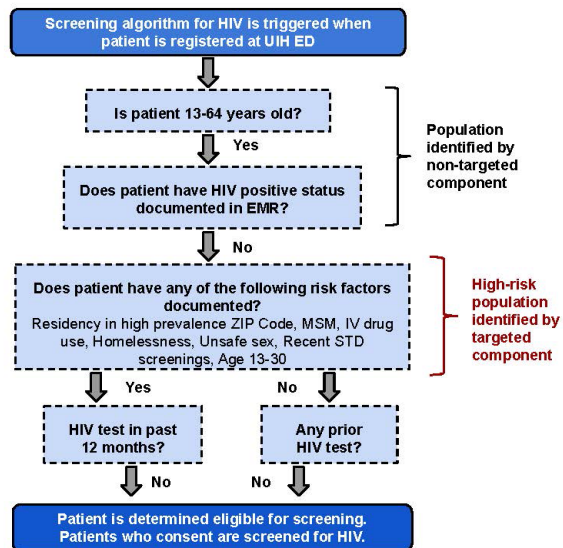 Screening algorithm for HIV is triggered when
patient is registered at UIH ED
Is patient 13-64 years old?
Yes
Population
identified by
non-targeted
component
Does patient have HIV positive status
documented in EMR?
No
Does patient have any of the following risk factors
documented?
Residency in high prevalence ZIP Code, MSM, IV drug
use, Homelessness, Unsafe sex, Recent STD
screenings, Age 13-30
High-risk
population
identified by
targeted
component
Yes
No
HIV test in past
12 months?
Any prior
HIV test?
No
No
Patient is determined eligible for screening.
Patients who consent are screened for HIV.